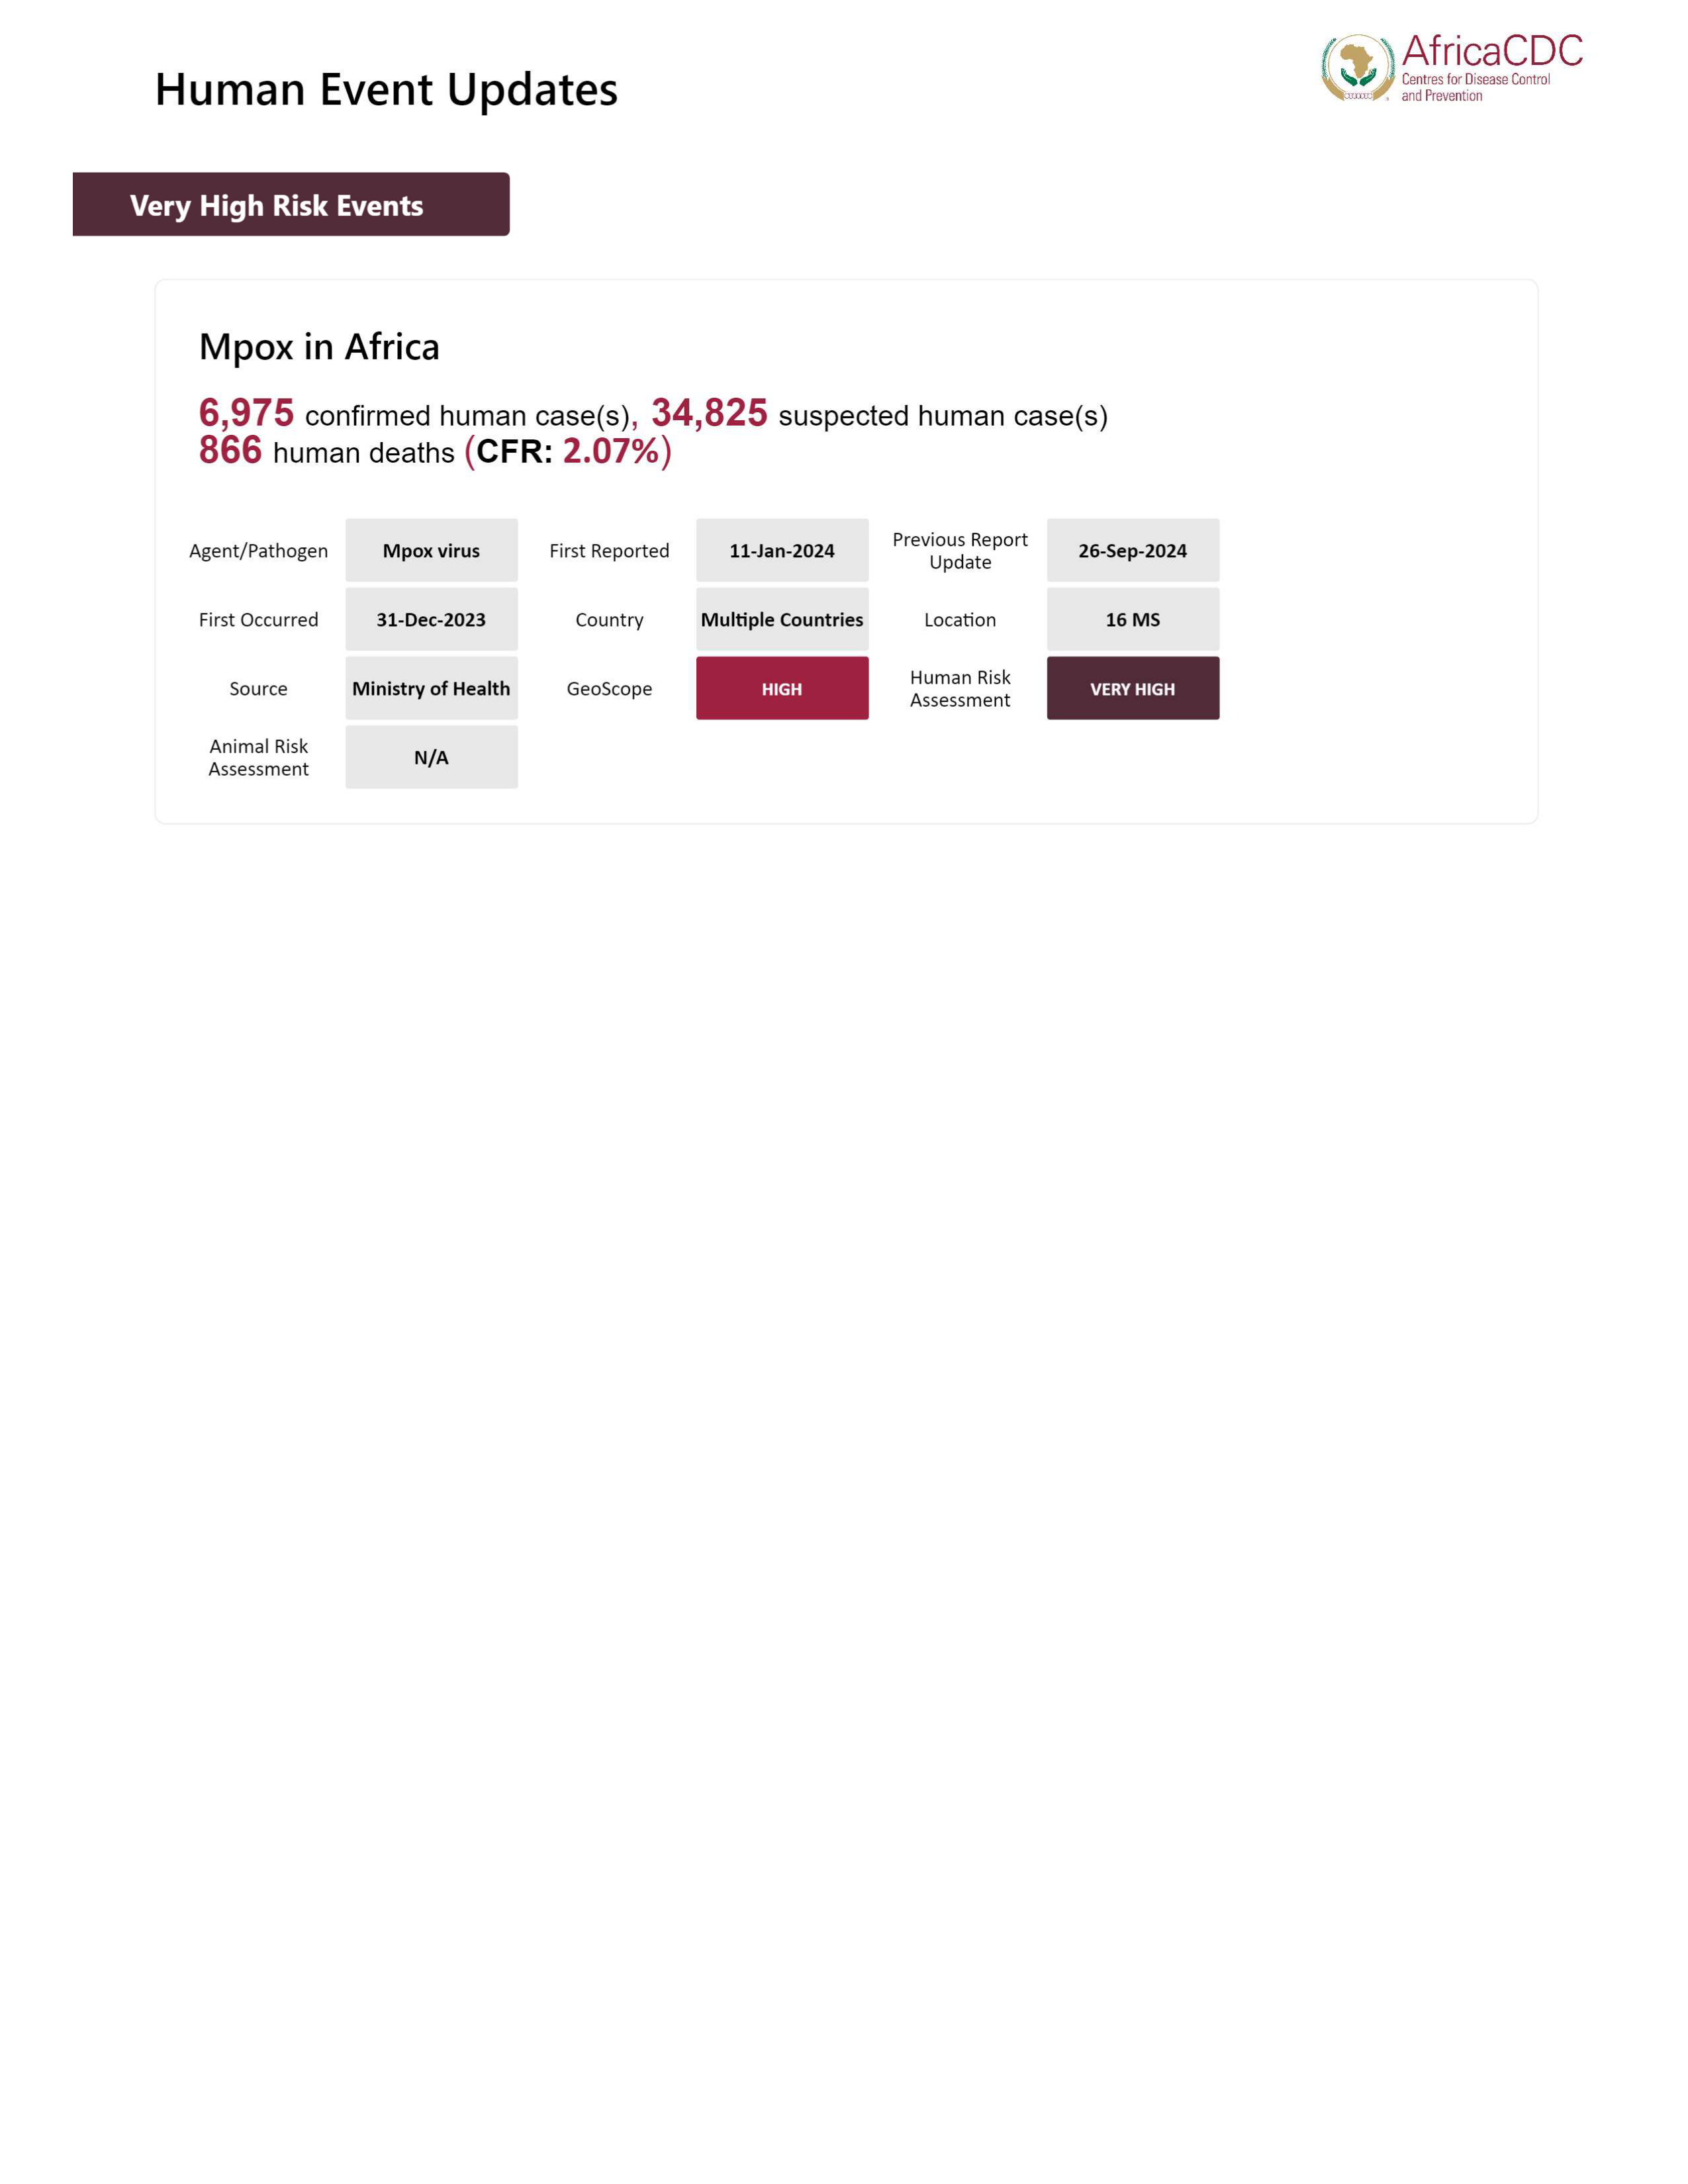 Human Event Updates
AfricaCDC
Centres for Disease Control
and Prevention
Very High Risk Events
Mpox in Africa
6,975 confirmed human case(s), 34,825 suspected human case(s)
866 human deaths (CFR: 2.07%)
Agent/Pathogen Mpox virus First Reported 11-Jan-2024 Previous Report Update 26-Sep-2024
First Occurred 31-Dec-2023 Country Multiple Countries Location 16 MS
Source Ministry of Health GeoScope HIGH Human Risk Assessment VERY HIGH
Animal Risk Assessment N/A